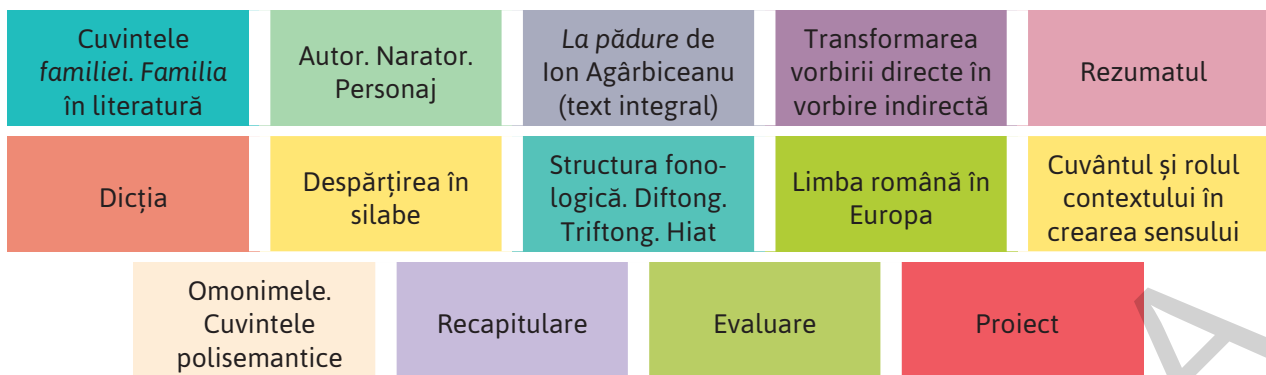 Cuvintele
familiei. Familia
în literatură
Autor. Narator.
Personaj
La pădure de
Ion Agârbiceanu
(text integral)
Transformarea
vorbirii directe în
vorbire indirectă
Rezumatul
Dicția
Despărțirea în
silabe
Structura fono-
logică. Diftong.
Triftong. Hiat
Limba română în
Europa
Cuvântul și rolul
contextului în
crearea sensului
Omonimele.
Cuvintele
polisemantice
Recapitulare
Evaluare
Proiect
A